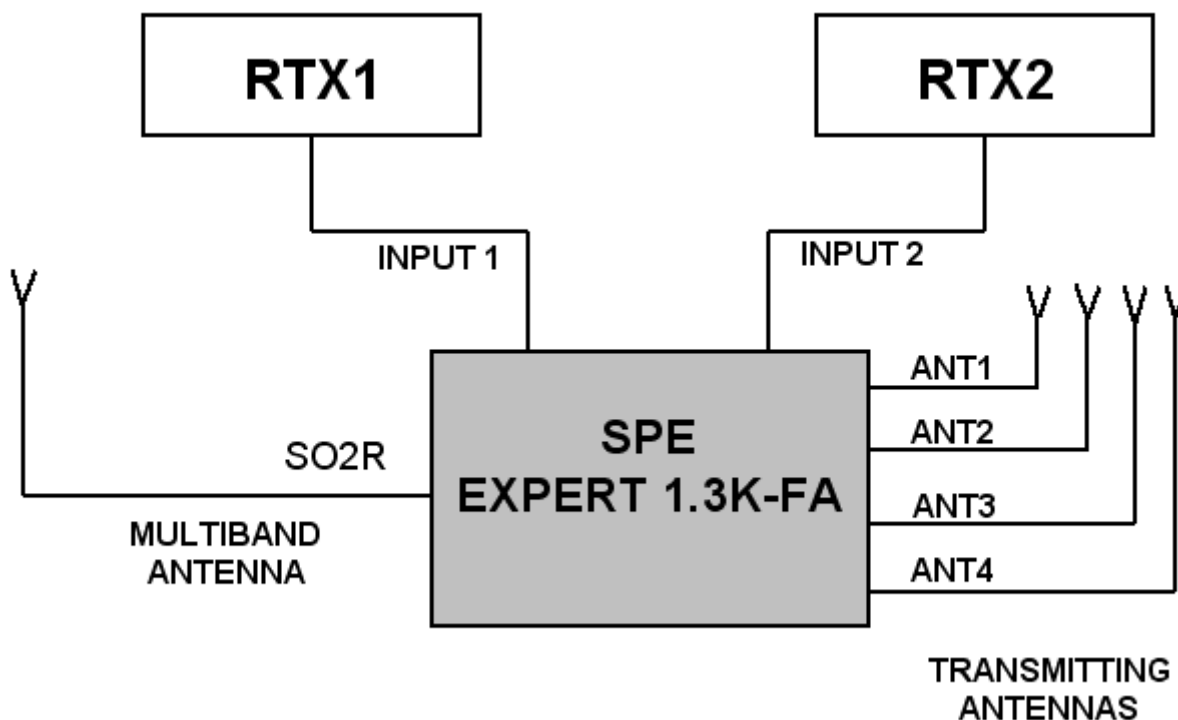 RTX1
RTX2
INPUT 1
INPUT 2
ANT1
SPE
ANT2
SO2R
EXPERT 1.3K-FA
ANT3
MULTIBAND
ANTENNA
ANT4
TRANSMITTING
ANTENNAS